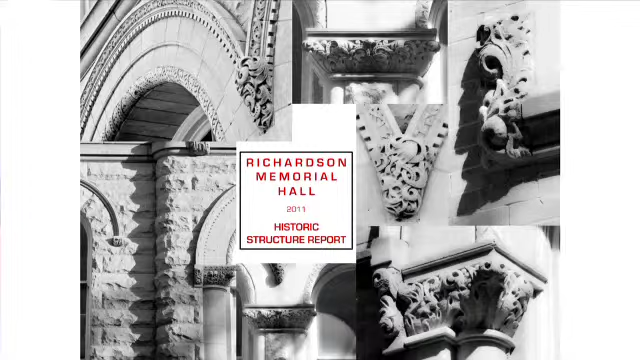 RICHARDSON
MEMORIAL
HALL
2011
HISTORIC
STRUCTURE REPORT